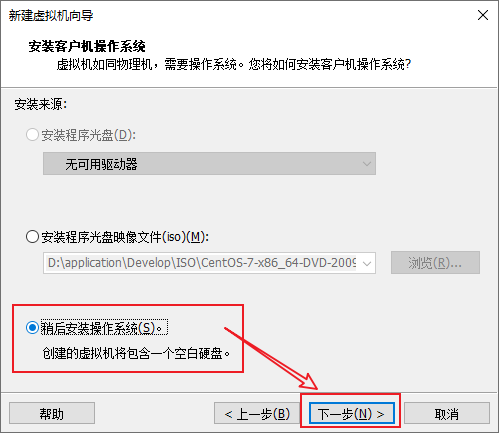 新建虚拟机向导
安装客户机操作系统
虚拟机如同物理机，需要操作系统。您将如何安装客户机操作系统?
安装来源:
安装程序光盘(D):
无可用驱动器
安装程序光盘映像文件(iso)(M):
D:\application\Develop\ISO\CentOS-7-x86_64-DVD-2009
浏览(R)...
稍后安装操作系统(S)。
创建的虚拟机将包含一个空白硬盘。
帮助
< 上一步(B)
下一步(N) >
取消